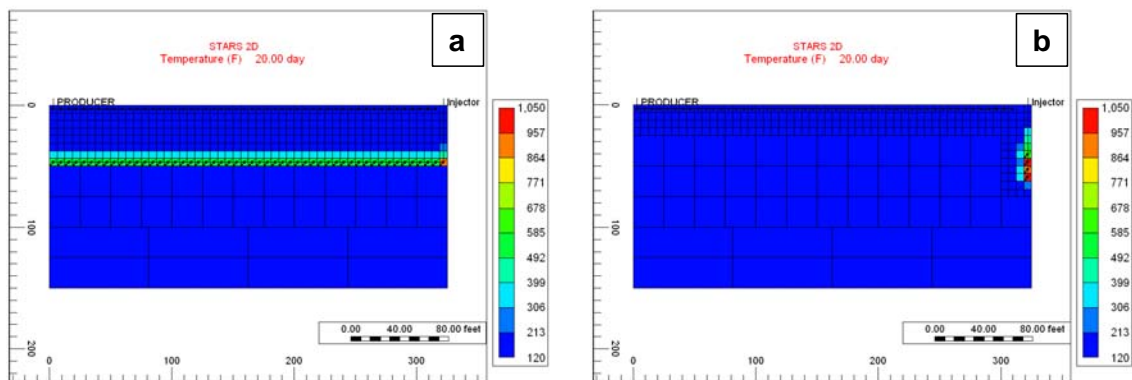 a
STARS 2D
Temperature (F) 20.00 day
PRODUCER
Injector
0
100
200
0 100 200 300
0.00 40.00 80.00 feet
1,050
957
864
771
678
585
492
399
306
213
120
b
STARS 2D
Temperature (F) 20.00 day
PRODUCER
Injector
0
100
200
0 100 200 300
0.00 40.00 80.00 feet
1,050
957
864
771
678
585
492
399
306
213
120